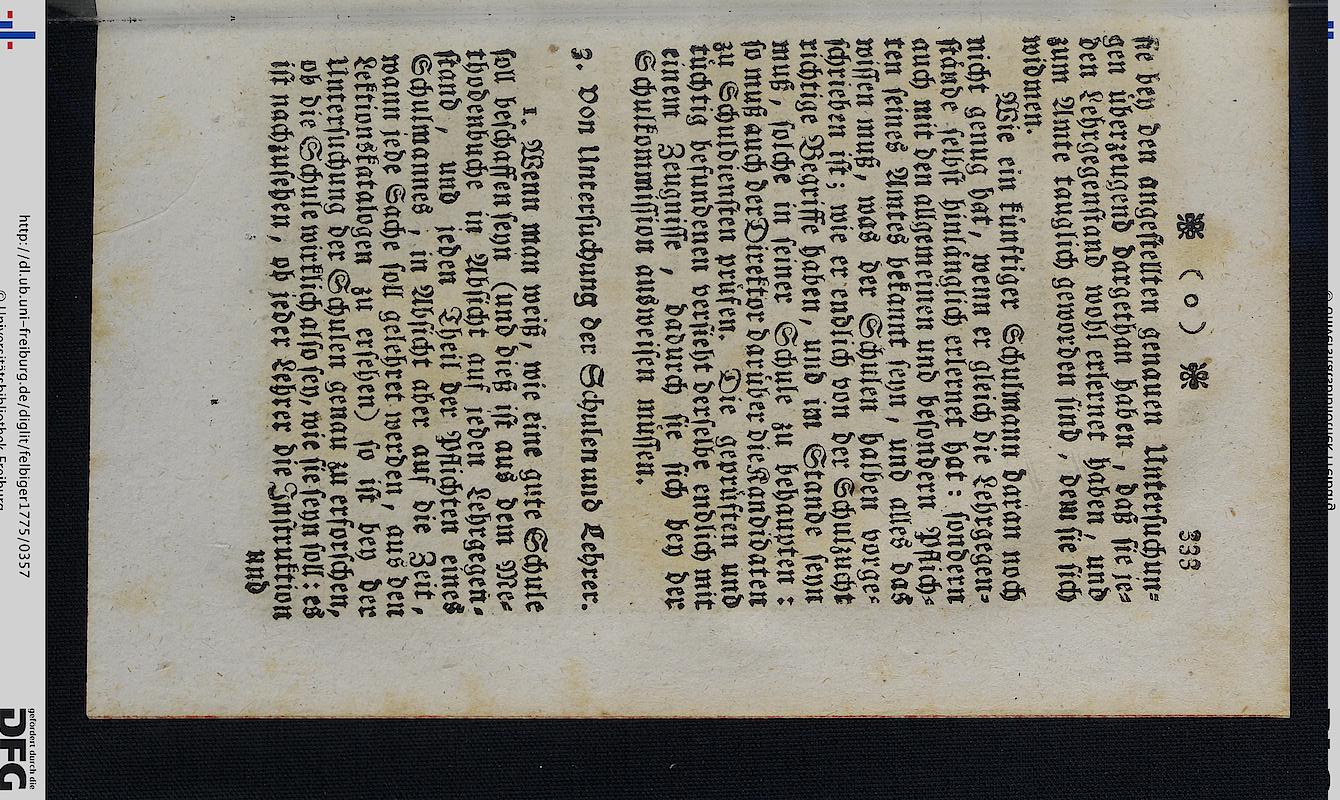 ❃ ( o ) ❃ 333
ſie bey den angeſtellten genauen Unterſuchun⸗
gen überzeugend dargethan haben, daß ſie je⸗
den Lehrgegenſtand wohl erlernet haben, und
zum Amte tauglich geworden ſind, dem ſie ſich
widmen.
Wie ein künftiger Schulmann daran noch
nicht genug hat, wenn er gleich die Lehrgegen⸗
ſtände ſelbſt hinlänglich erlernet hat: ſondern
auch mit den allgemeinen und beſondern Pflich⸗
ten ſeines Amtes bekannt ſeyn, und alles das
wiſſen muß, was der Schulen halben vorge⸗
ſchrieben iſt; wie er endlich von der Schulzucht
richtige Begriffe haben, und im Stande ſeyn
muß, ſolche in ſeiner Schule zu behaupten:
ſo muß auch der Direktor darüber die Kandidaten
zu Schuldienſten prüfen. Die geprüften und
tüchtig befundenen verſieht derſelbe endlich mit
einem Zeugniſſe, dadurch ſie ſich bey der
Schulkommiſſion ausweiſen müſſen.
3. Von Unterſuchung der Schulen und Lehrer.
1. Wenn man weiß, wie eine gute Schule
ſoll beſchaffen ſeyn (und dieß iſt aus dem Me⸗
thodenbuche in Abſicht auf jeden Lehrgegen⸗
ſtand, und jeden Theil der Pflichten eines
Schulmannes, in Abſicht aber auf die Zeit,
wann jede Sache ſoll gelehret werden, aus den
Lektionskatalogen zu erſehen) ſo iſt bey der
Unterſuchung der Schulen genau zu erforſchen,
ob die Schule wirklich alſo ſey, wie ſie ſeyn ſoll: es
iſt nachzuſehen, ob jeder Lehrer die Inſtruktion
und
http://dl.ub.uni-freiburg.de/diglit/felbiger1775/0357
© Universitätsbibliothek Freiburg
gefördert durch die
DFG